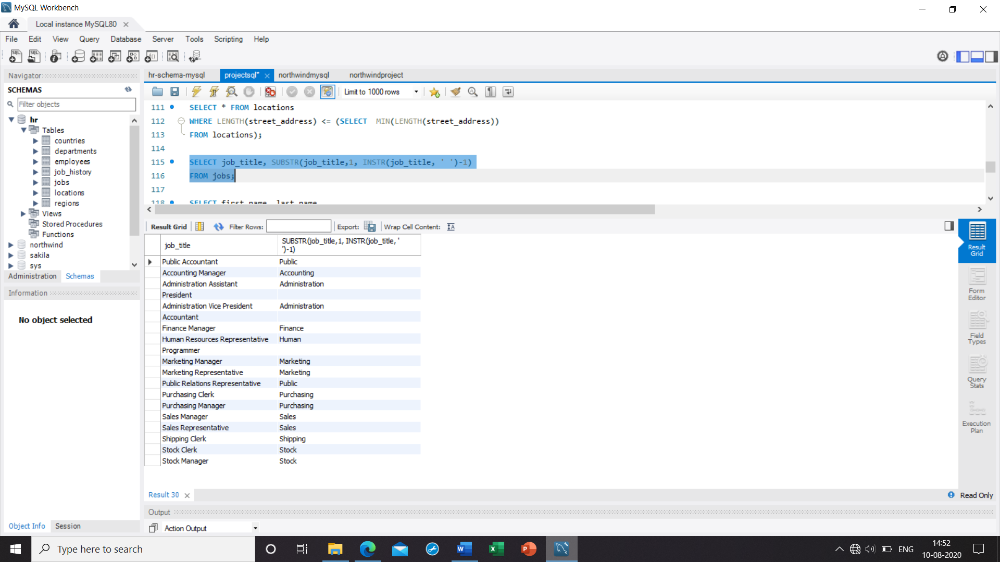 MySQL Workbench
Local instance MySQL80
File Edit View Query Database Server Tools Scripting Help
Navigator
SCHEMAS
Filter objects
hr
Tables
countries
departments
employees
job_history
jobs
locations
regions
Views
Stored Procedures
Functions
northwind
sakila
sys
Administration Schemas
Information
No object selected
Object Info Session
hr-schema-mysql projectsql* northwindmysql northwindproject
Limit to 1000 rows
111 SELECT * FROM locations
112 WHERE LENGTH(street_address) <= (SELECT MIN(LENGTH(street_address))
113 FROM locations);
114
115 SELECT job_title, SUBSTR(job_title,1, INSTR(job_title, ' ')-1)
116 FROM jobs;
117
118 SELECT first_name, last_name
Result Grid Filter Rows: Export: Wrap Cell Content:
job_title SUBSTR(job_title,1, INSTR(job_title, '
')-1)
Public Accountant Public
Accounting Manager Accounting
Administration Assistant Administration
President
Administration Vice President Administration
Accountant
Finance Manager Finance
Human Resources Representative Human
Programmer
Marketing Manager Marketing
Marketing Representative Marketing
Public Relations Representative Public
Purchasing Clerk Purchasing
Purchasing Manager Purchasing
Sales Manager Sales
Sales Representative Sales
Shipping Clerk Shipping
Stock Clerk Stock
Stock Manager Stock
Result
Grid
Form
Editor
Field
Types
Query
Stats
Execution
Plan
Result 30
Read Only
Output
Action Output
Type here to search
ENG
14:52
10-08-2020